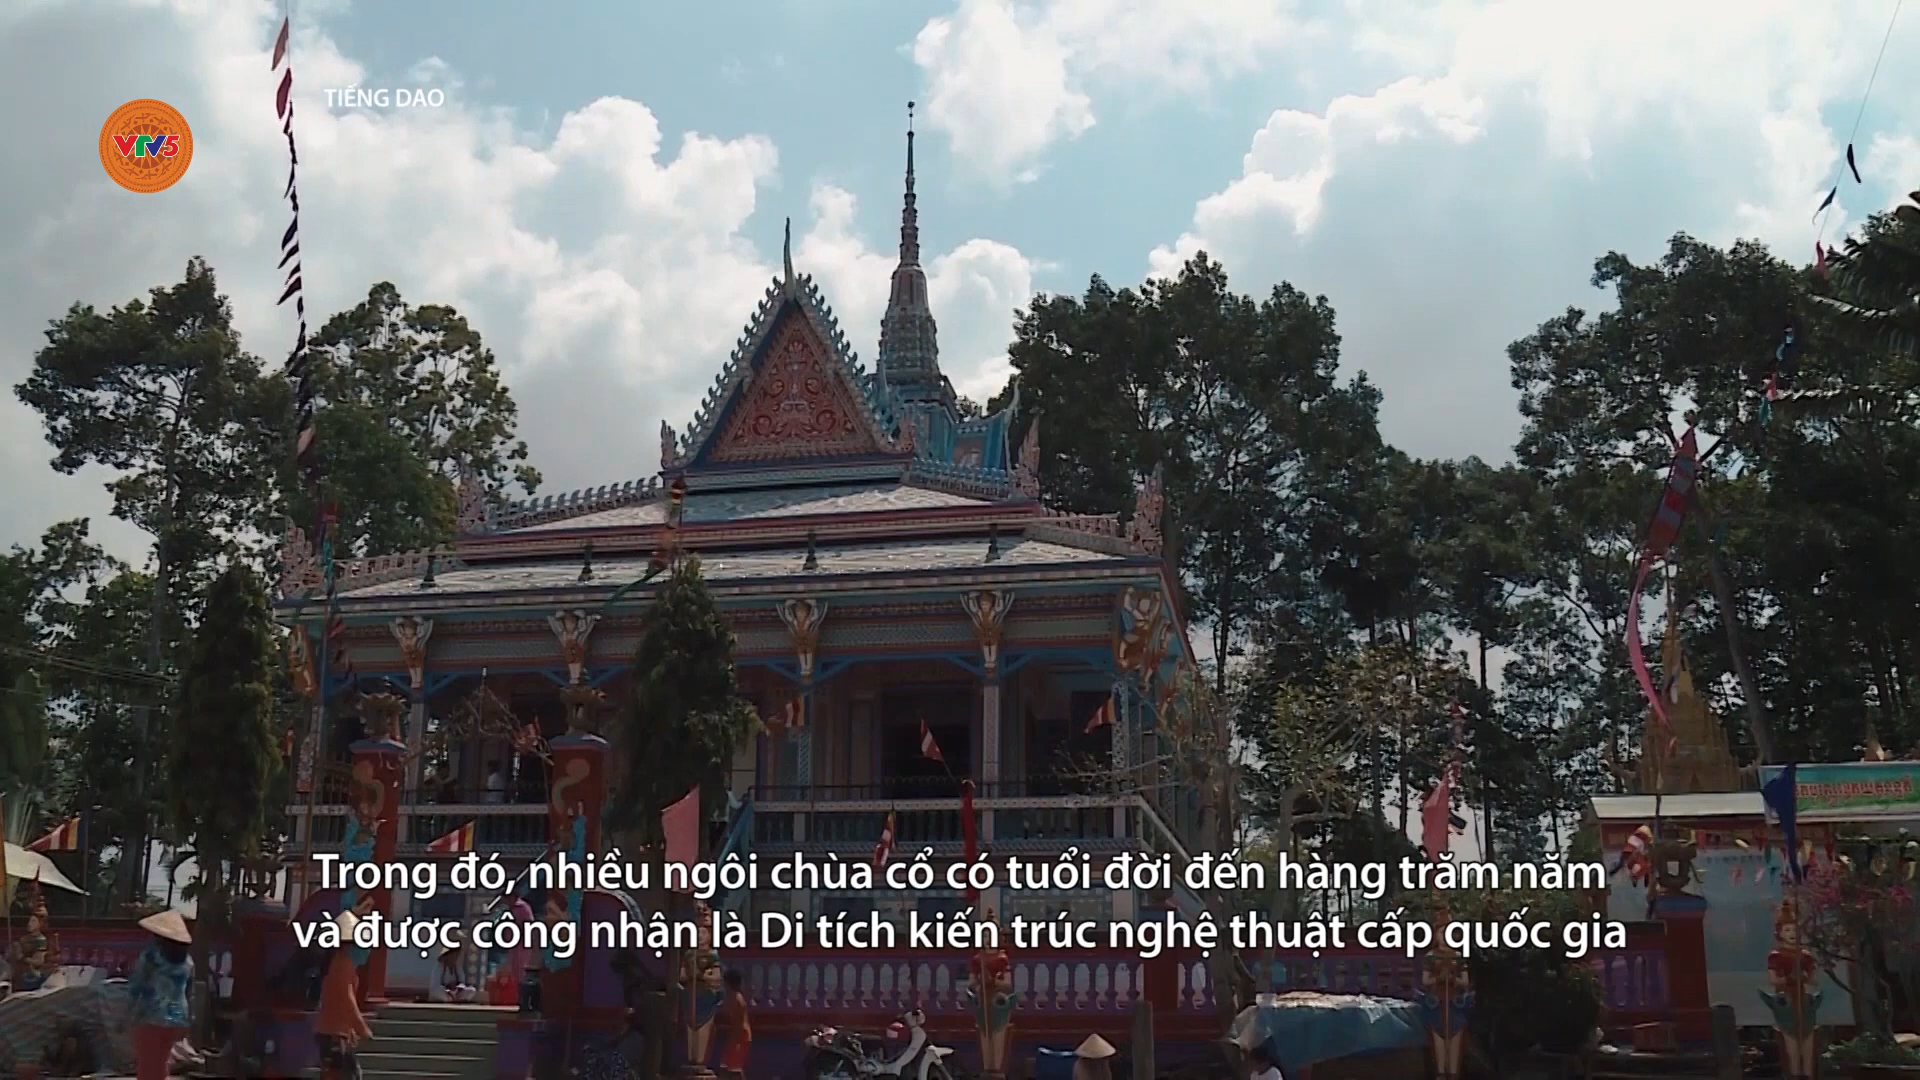 TIẾNG DAO
VTV5
Trong đó, nhiều ngôi chùa cổ có tuổi đời đến hàng trăm năm
và được công nhận là Di tích kiến trúc nghệ thuật cấp quốc gia